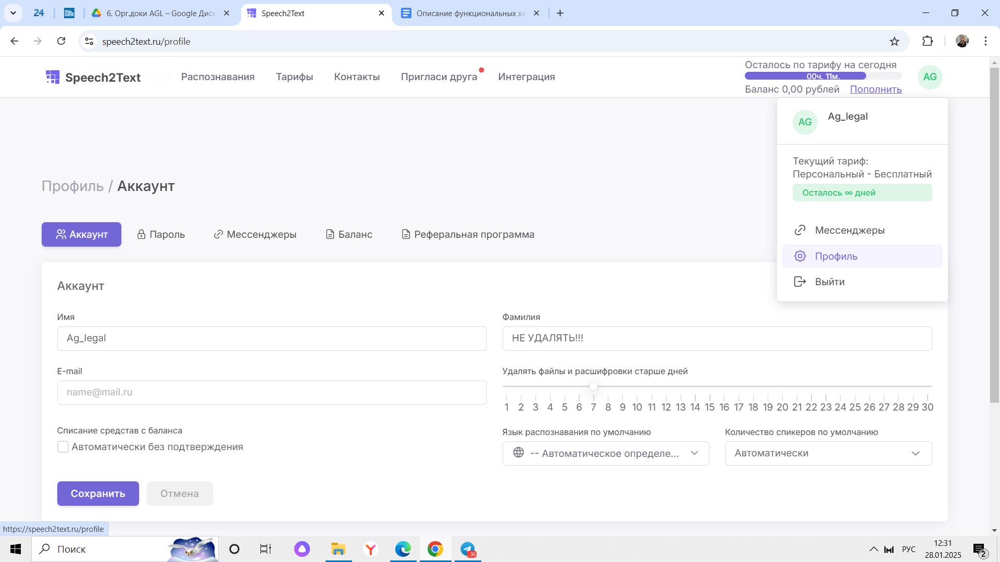 24
6. Орг.доки AGL – Google Диск
Speech2Text
Описание функциональных ха
speech2text.ru/profile
Speech2Text
Распознавания
Тарифы
Контакты
Пригласи друга
Интеграция
Осталось по тарифу на сегодня
00ч. 11м.
Баланс 0,00 рублей Пополнить
AG
AG
Ag_legal
Текущий тариф:
Персональный - Бесплатный
Осталось ∞ дней
Мессенджеры
Профиль
Выйти
Профиль / Аккаунт
Аккаунт
Пароль
Мессенджеры
Баланс
Реферальная программа
Аккаунт
Имя
Ag_legal
Фамилия
НЕ УДАЛЯТЬ!!!
E-mail
name@mail.ru
Удалять файлы и расшифровки старше дней
1 2 3 4 5 6 7 8 9 10 11 12 13 14 15 16 17 18 19 20 21 22 23 24 25 26 27 28 29 30
Списание средстав с баланса
Автоматически без подтверждения
Язык распознавания по умолчанию
-- Автоматическое определе...
Количество спикеров по умолчанию
Автоматически
Сохранить
Отмена
https://speech2text.ru/profile
Поиск
..36
РУС
12:31
28.01.2025
2